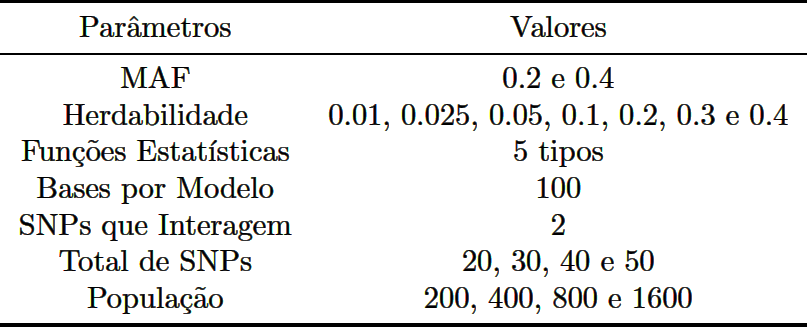 Parâmetros Valores
MAF 0.2 e 0.4
Herdabilidade 0.01, 0.025, 0.05, 0.1, 0.2, 0.3 e 0.4
Funções Estatísticas 5 tipos
Bases por Modelo 100
SNPs que Interagem 2
Total de SNPs 20, 30, 40 e 50
População 200, 400, 800 e 1600